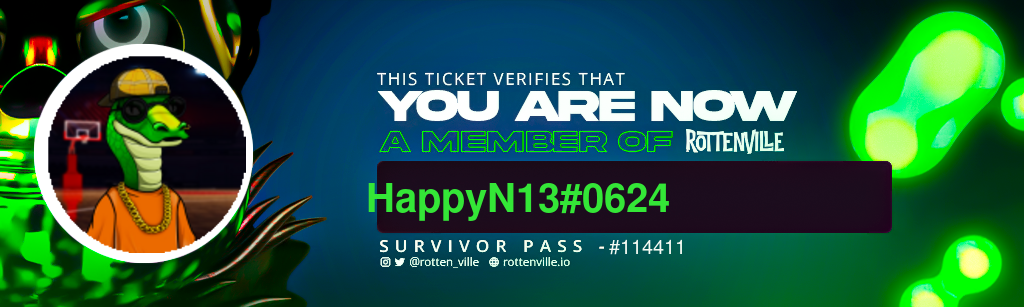 THIS TICKET VERIFIES THAT
YOU ARE NOW
A MEMBER OF ROTTENVILLE
HappyN13#0624
SURVIVOR PASS -#114411
@rotten_ville rottenville.io